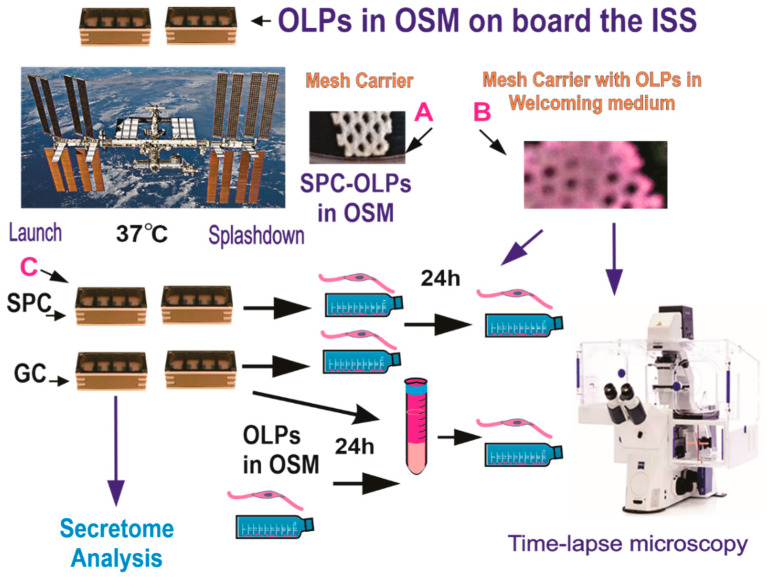 OLPs in OSM on board the ISS
Mesh Carrier
Mesh Carrier with OLPs in
Welcoming medium
A
B
SPC-OLPs
in OSM
Launch
37°C
Splashdown
C
24h
SPC
GC
OLPs
in OSM
24h
Secretome
Analysis
Time-lapse microscopy